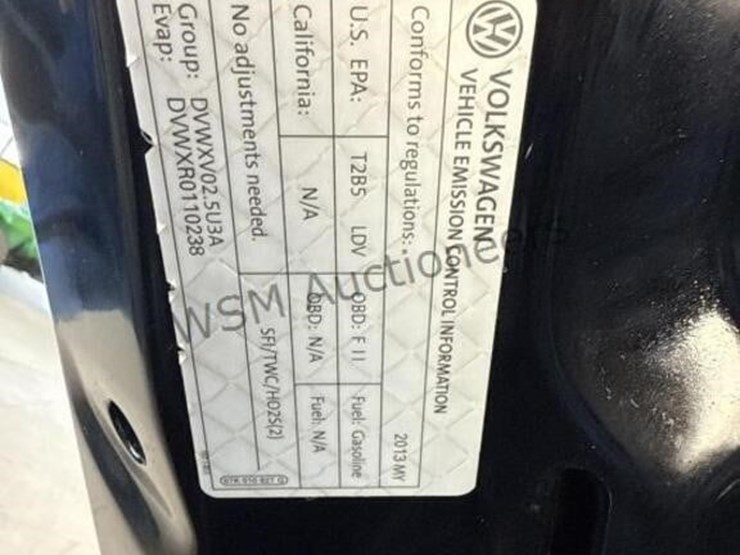 VOLKSWAGEN
VEHICLE EMISSION CONTROL INFORMATION
Conforms to regulations: 2013 MY
U.S. EPA: T2B5 LDV OBD: F II Fuel: Gasoline
California: N/A OBD: N/A Fuel: N/A
No adjustments needed. SFI/TWC/HO2S(2)
Group: DVWXV02.5U3A
Evap: DVWXR0110238
WSM Auctioneers